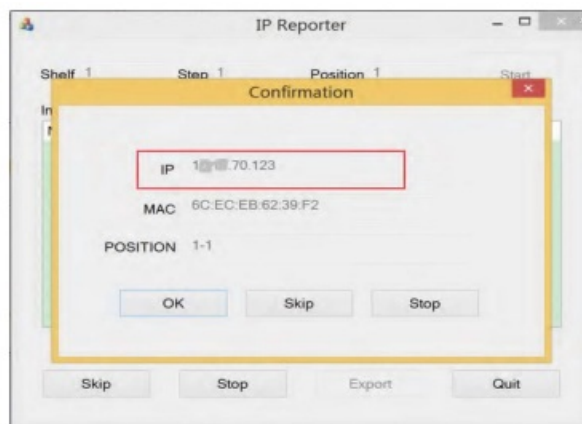 IP Reporter
Shelf 1 Step 1 Position 1 Start
Confirmation
IP .70.123
MAC 6C:EC:EB:62:39:F2
POSITION 1-1
OK Skip Stop
Skip Stop Export Quit